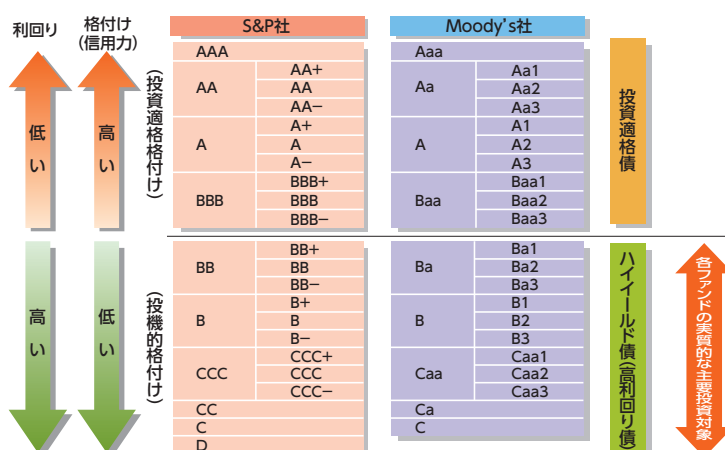 利回り
格付け
(信用力)
S&P社
Moody's社
低い
高い
(投資適格格付け)
AAA
AA
AA+
AA
AA−
A
A+
A
A−
BBB
BBB+
BBB
BBB−
Aaa
Aa
Aa1
Aa2
Aa3
A
A1
A2
A3
Baa
Baa1
Baa2
Baa3
投資適格債
高い
低い
(投機的格付け)
BB
BB+
BB
BB−
B
B+
B
B−
CCC
CCC+
CCC
CCC−
CC
C
D
Ba
Ba1
Ba2
Ba3
B
B1
B2
B3
Caa
Caa1
Caa2
Caa3
Ca
C
ハイイールド債(高利回り債)
各ファンドの実質的な主要投資対象